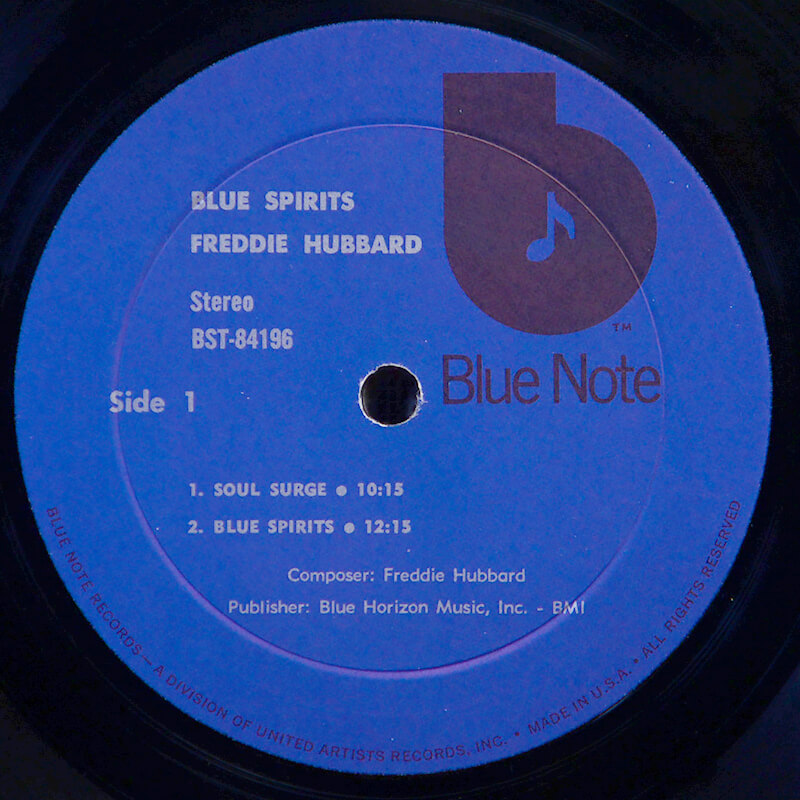 BLUE SPIRITS
FREDDIE HUBBARD
Stereo
BST-84196
TM
Blue Note
Side 1
1. SOUL SURGE ● 10:15
2. BLUE SPIRITS ● 12:15
Composer: Freddie Hubbard
Publisher: Blue Horizon Music, Inc. - BMI
BLUE NOTE RECORDS — A DIVISION OF UNITED ARTISTS RECORDS, INC. • MADE IN U.S.A. • ALL RIGHTS RESERVED